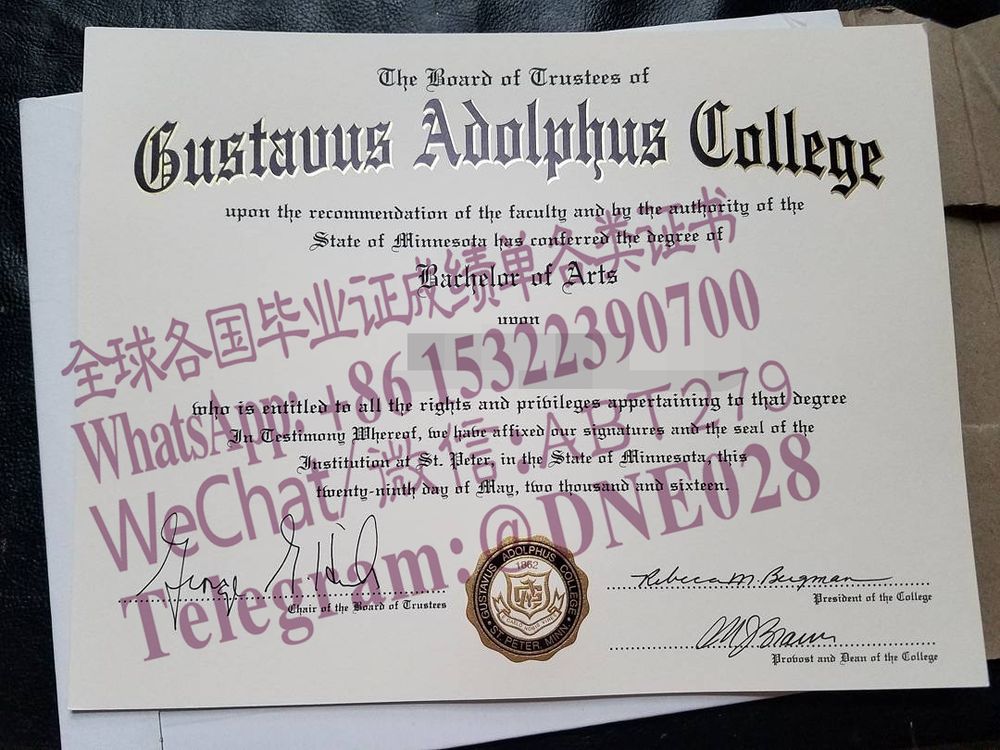 The Board of Trustees of
Gustavus Adolphus College
upon the recommendation of the faculty and by the authority of the
State of Minnesota has conferred the degree of
Bachelor of Arts
upon
全球各国毕业证成绩单各类证书
WhatsApp: +86 15322390700
WeChat/微信:ABT279
Telegram:@DNE028
who is entitled to all the rights and privileges appertaining to that degree
In Testimony Whereof, we have affixed our signatures and the seal of the
Institution at St. Peter, in the State of Minnesota, this
twenty-ninth day of May, two thousand and sixteen.
Chair of the Board of Trustees
GUSTAVUS ADOLPHUS COLLEGE
1862
ST. PETER, MINN
Rebecca M. Bergman
President of the College
Provost and Dean of the College